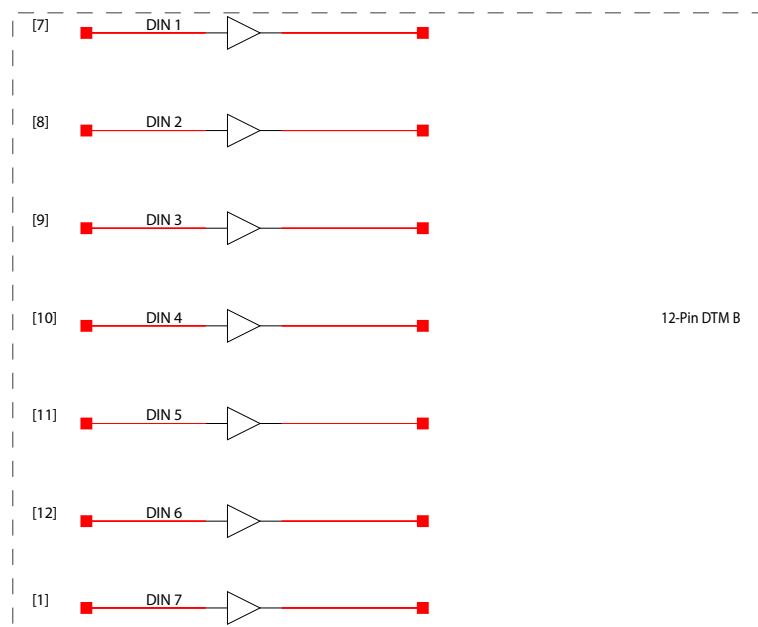 [7] DIN 1
[8] DIN 2
[9] DIN 3
[10] DIN 4 12-Pin DTM B
[11] DIN 5
[12] DIN 6
[1] DIN 7